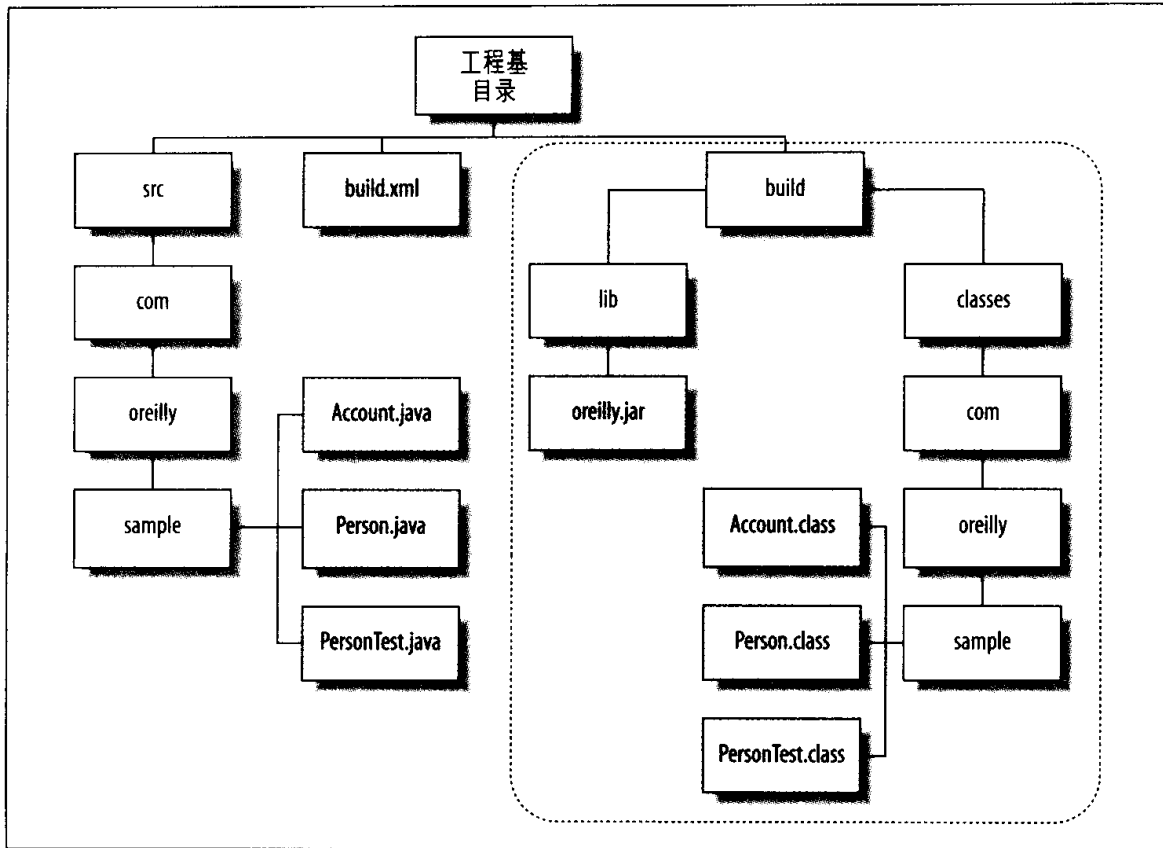 工程基
目录
src
build.xml
build
com
lib
classes
oreilly
Account.java
oreilly.jar
com
sample
Person.java
Account.class
oreilly
PersonTest.java
Person.class
sample
PersonTest.class